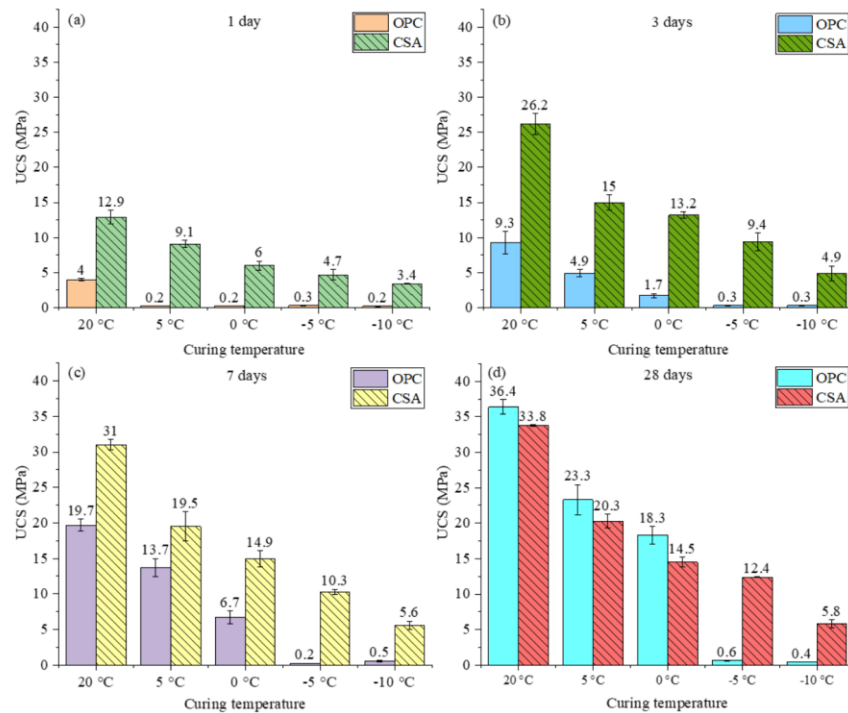 (a)
1 day
OPC
CSA
UCS (MPa)
40
35
30
25
20
15
10
5
0
4
12.9
0.2
9.1
0.2
6
0.3
4.7
0.2
3.4
20 °C
5 °C
0 °C
-5 °C
-10 °C
Curing temperature
(b)
3 days
OPC
CSA
UCS (MPa)
40
35
30
25
20
15
10
5
0
9.3
26.2
4.9
15
1.7
13.2
0.3
9.4
0.3
4.9
20 °C
5 °C
0 °C
-5 °C
-10 °C
Curing temperature
(c)
7 days
OPC
CSA
UCS (MPa)
40
35
30
25
20
15
10
5
0
19.7
31
13.7
19.5
6.7
14.9
0.2
10.3
0.5
5.6
20 °C
5 °C
0 °C
-5 °C
-10 °C
Curing temperature
(d)
28 days
OPC
CSA
UCS (MPa)
40
35
30
25
20
15
10
5
0
36.4
33.8
23.3
20.3
18.3
14.5
0.6
12.4
0.4
5.8
20 °C
5 °C
0 °C
-5 °C
-10 °C
Curing temperature